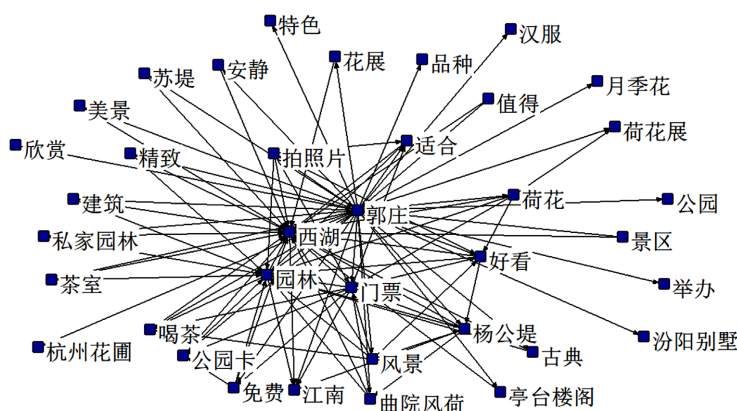 特色
汉服
花展
品种
安静
苏堤
月季花
值得
美景
荷花展
适合
欣赏
精致
拍照片
建筑
荷花
公园
郭庄
私家园林
西湖
景区
好看
茶室
园林
门票
举办
喝茶
杨公堤
汾阳别墅
杭州花圃
公园卡
风景
古典
免费
江南
曲院风荷
亭台楼阁